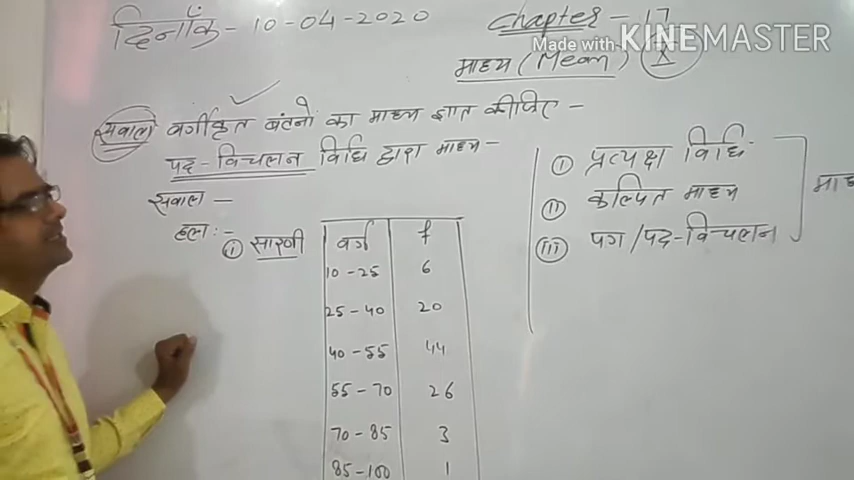 दिनाँक - 10-04-2020
Chapter - 17
Made with KINEMASTER
माध्य (Mean) X
सवाल वर्गीकृत बंटनो का माध्य ज्ञात कीजिए -
पद - विचलन विधि द्वारा माध्य -
सवाल -
हल :-
(i) सारणी
वर्ग f
10 - 25 6
25 - 40 20
40 - 55 44
55 - 70 26
70 - 85 3
85 - 100 1
(i) प्रत्यक्ष विधि
(ii) कल्पित माध्य
(iii) पग / पद - विचलन